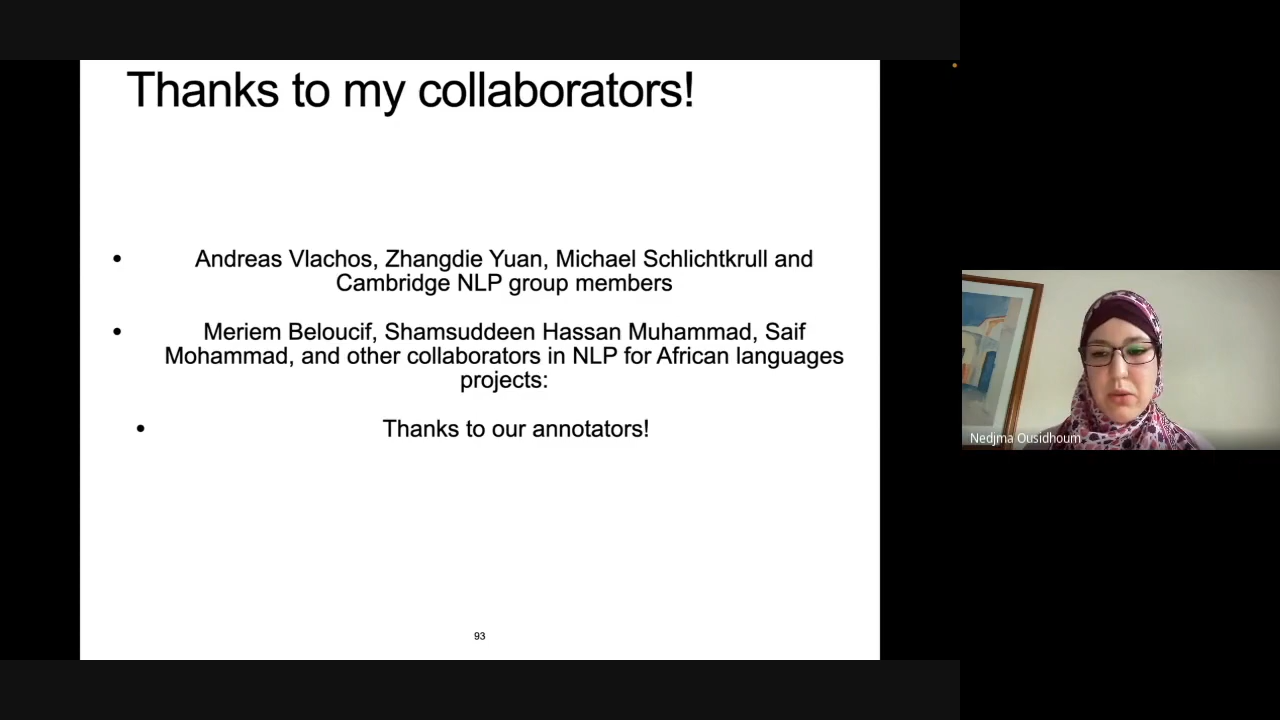 Thanks to my collaborators!
• Andreas Vlachos, Zhangdie Yuan, Michael Schlichtkrull and
Cambridge NLP group members
• Meriem Beloucif, Shamsuddeen Hassan Muhammad, Saif
Mohammad, and other collaborators in NLP for African languages
projects:
• Thanks to our annotators!
93
Nedjma Ousidhoum